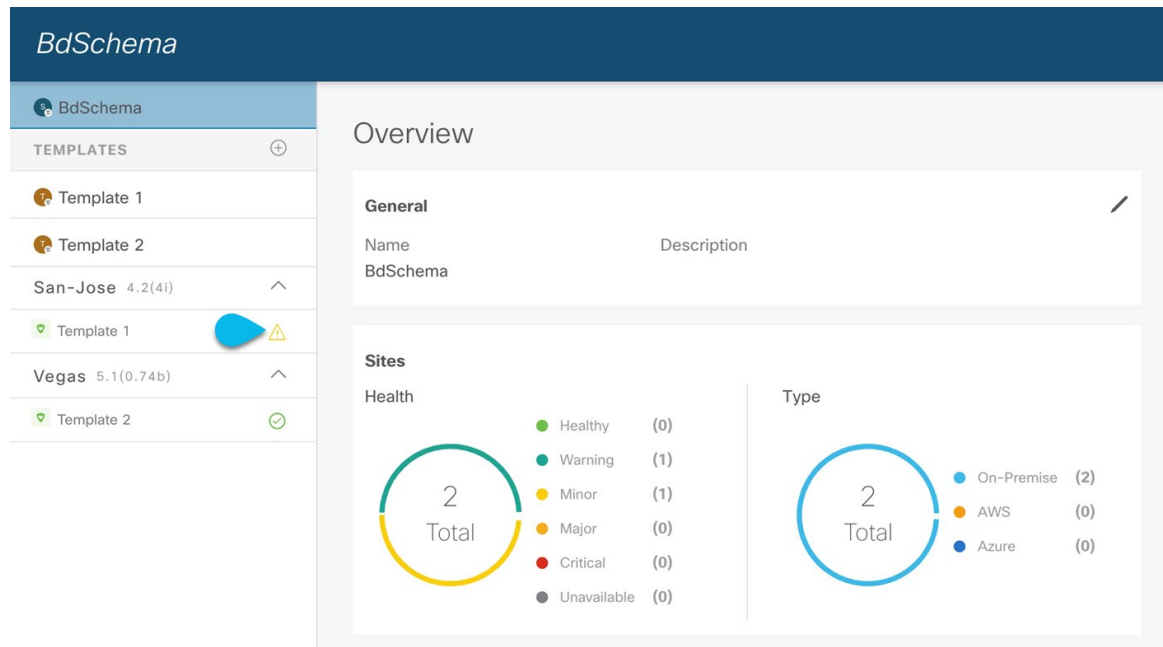 BdSchema
BdSchema
TEMPLATES
Template 1
Template 2
San-Jose 4.2(4i)
Template 1
Vegas 5.1(0.74b)
Template 2
Overview
General
Name Description
BdSchema
Sites
Health
2
Total
Healthy (0)
Warning (1)
Minor (1)
Major (0)
Critical (0)
Unavailable (0)
Type
2
Total
On-Premise (2)
AWS (0)
Azure (0)